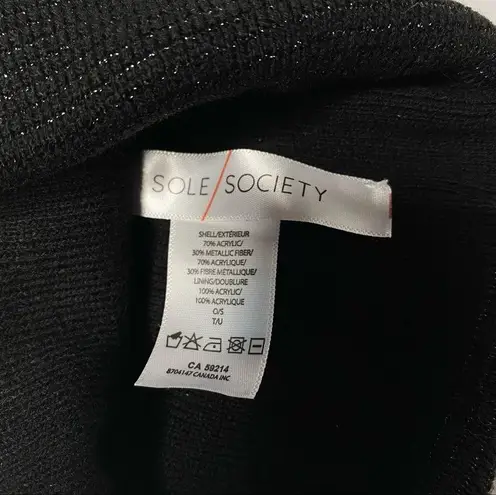 SOLE / SOCIETY
SHELL/EXTÉRIEUR
70% ACRYLIC/
30% METALLIC FIBER/
70% ACRYLIQUE/
30% FIBRE MÉTALLIQUE/
LINING/DOUBLURE
100% ACRYLIC/
100% ACRYLIQUE
O/S
T/U
CA 59214
8704147 CANADA INC